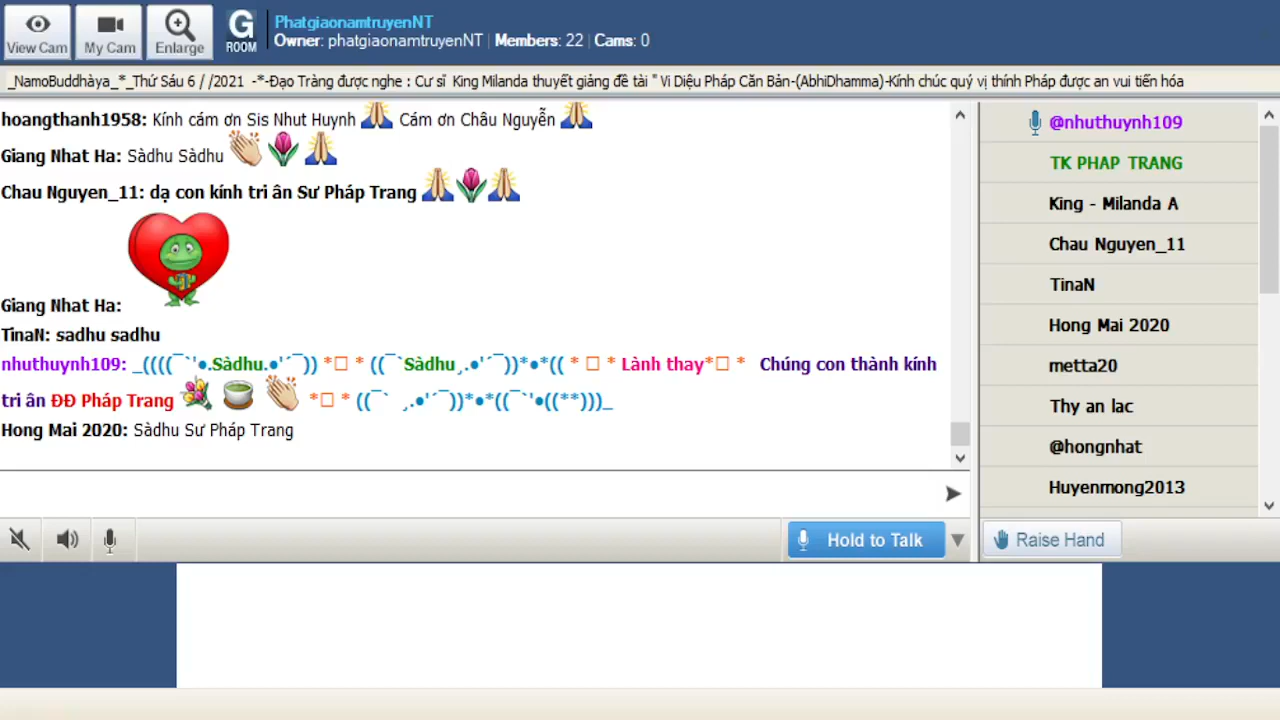 PhatgiaonamtruyenNT
Owner: phatgiaonamtruyenNT | Members: 22 | Cams: 0
View Cam
My Cam
Enlarge
G
ROOM
_NamoBuddhàya_*_Thứ Sáu 6 / /2021 -*-Đạo Tràng được nghe : Cư sĩ King Milanda thuyết giảng đề tài " Vi Diệu Pháp Căn Bản-(AbhiDhamma)-Kính chúc quý vị thính Pháp được an vui tiến hóa
hoangthanh1958: Kính cám ơn Sis Nhut Huynh 🙏 Cám ơn Châu Nguyễn 🙏
Giang Nhat Ha: Sàdhu Sàdhu 👏🌷🙏
Chau Nguyen_11: dạ con kính tri ân Sư Pháp Trang 🙏🌷🙏
Giang Nhat Ha:
TinaN: sadhu sadhu
nhuthuynh109: _((((¯`'●.Sàdhu.●'´¯)) *□ * ((¯`Sàdhu¸.●'´¯))*●*(( * □ * Lành thay*□ * Chúng con thành kính
tri ân ĐĐ Pháp Trang 💐🍵👏 *□ * ((¯` ¸.●'´¯))*●*((¯`'●((**)))_
Hong Mai 2020: Sàdhu Sư Pháp Trang
@nhuthuynh109
TK PHAP TRANG
King - Milanda A
Chau Nguyen_11
TinaN
Hong Mai 2020
metta20
Thy an lac
@hongnhat
Huyenmong2013
Hold to Talk
Raise Hand